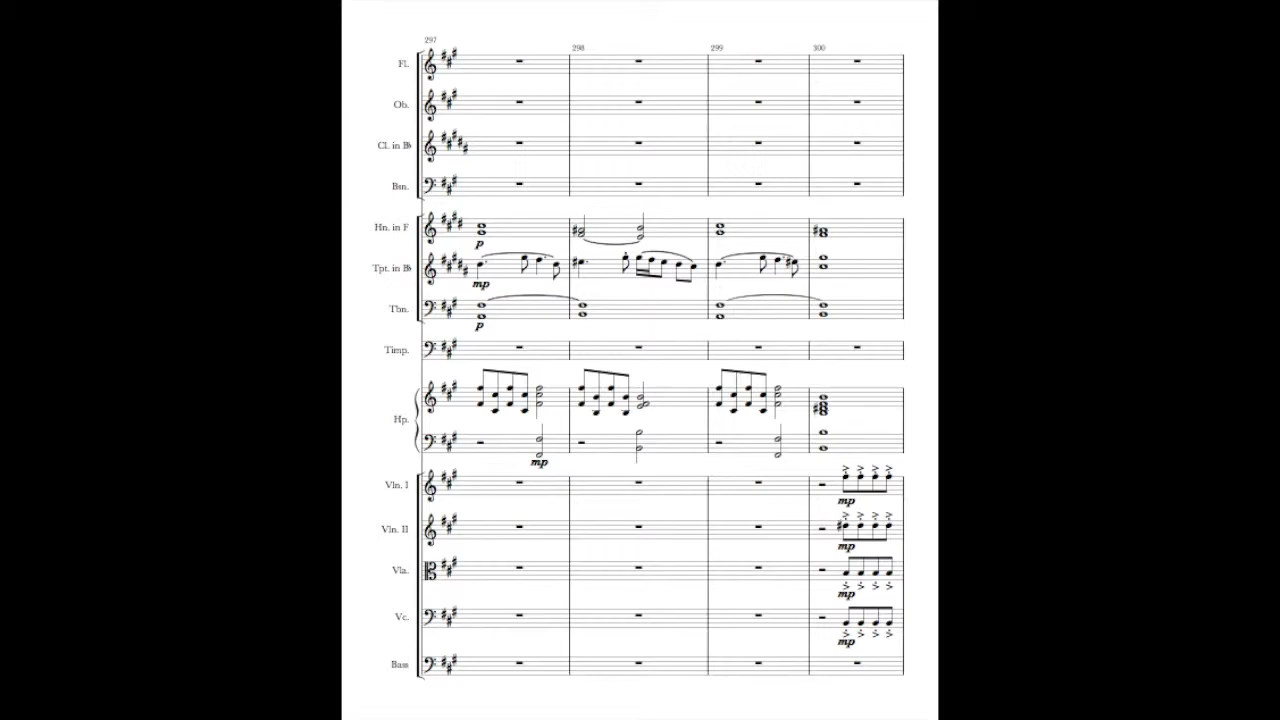 297
298 299 300
Fl.
Ob.
Cl. in B♭
Bsn.
Hn. in F
p
Tpt. in B♭
mp
Tbn.
p
Timp.
Hp.
mp
Vln. I
mp
Vln. II
mp
Vla.
mp
Vc.
mp
Bass